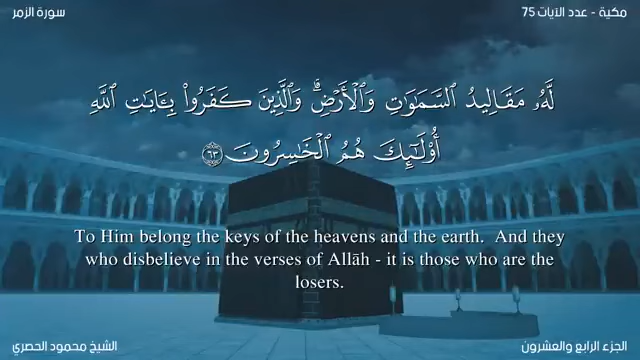 سورة الزمر
مكية - عدد الآيات 75
لَّهُۥ مَقَالِيدُ ٱلسَّمَٰوَٰتِ وَٱلْأَرْضِ ۗ وَٱلَّذِينَ كَفَرُوا۟ بِـَٔايَٰتِ ٱللَّهِ
أُو۟لَٰٓئِكَ هُمُ ٱلْخَٰسِرُونَ ٦٣
To Him belong the keys of the heavens and the earth. And they
who disbelieve in the verses of Allāh - it is those who are the
losers.
الشيخ محمود الحصري
الجزء الرابع والعشرون